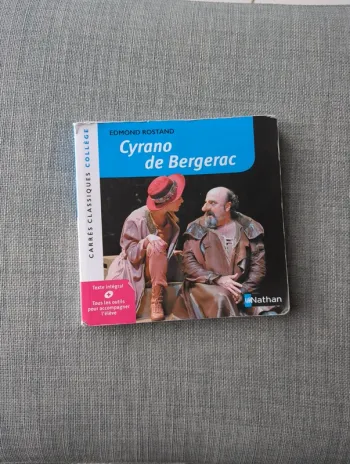 EDMOND ROSTAND
Cyrano
de Bergerac
CARRÉS CLASSIQUES COLLÈGE
Texte intégral
+
Tous les outils
pour accompagner
l'élève
Nathan